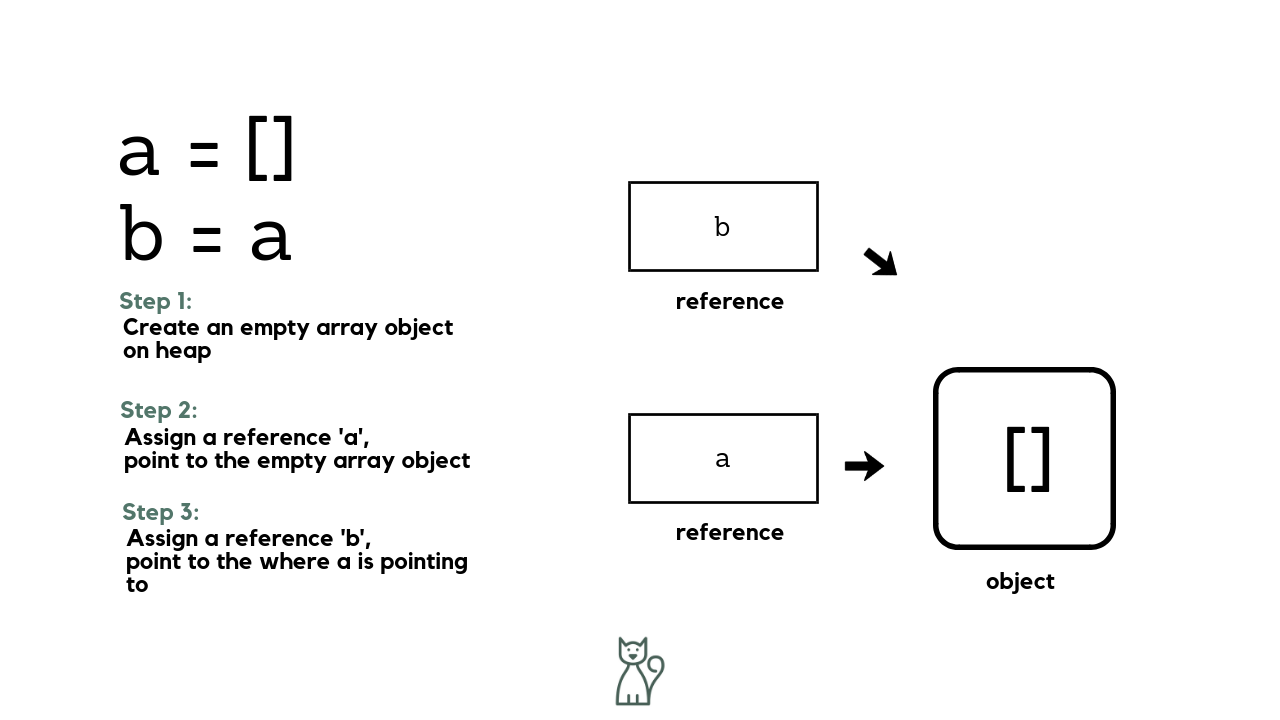 a = []
b = a
Step 1:
Create an empty array object
on heap
Step 2:
Assign a reference 'a',
point to the empty array object
Step 3:
Assign a reference 'b',
point to the where a is pointing
to
b
reference
a
reference
[]
object